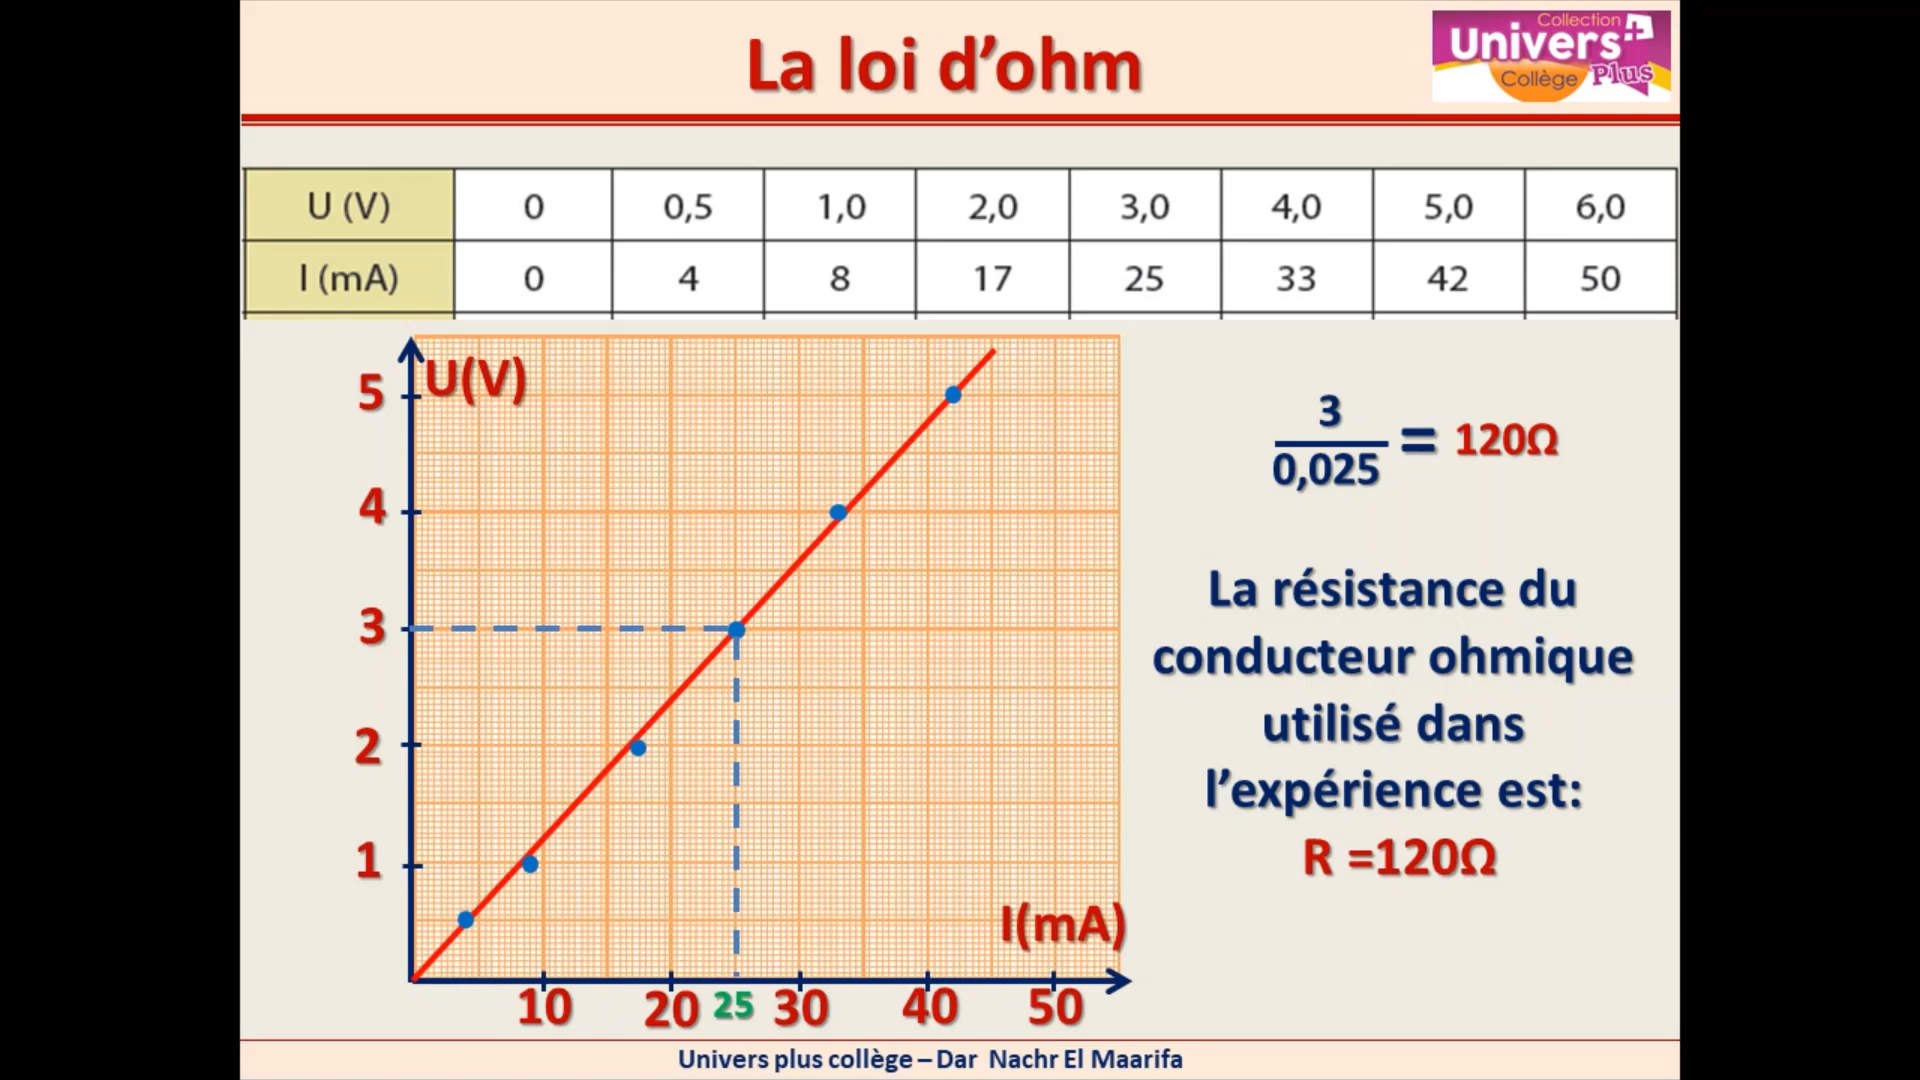 La loi d’ohm
Collection
Univers+
Collège Plus
U (V) 0 0,5 1,0 2,0 3,0 4,0 5,0 6,0
I (mA) 0 4 8 17 25 33 42 50
U(V)
5
4
3
2
1
I(mA)
10 20 25 30 40 50
3
0,025
= 120Ω
La résistance du
conducteur ohmique
utilisé dans
l’expérience est:
R =120Ω
Univers plus collège – Dar Nachr El Maarifa